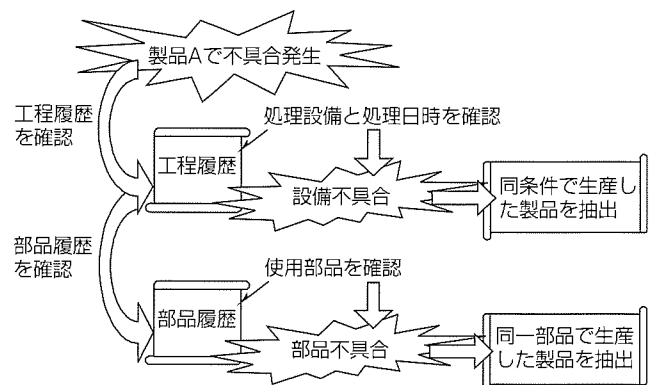 製品Aで不具合発生
工程履歴
を確認
処理設備と処理日時を確認
工程履歴
設備不具合
同条件で生産し
た製品を抽出
部品履歴
を確認
使用部品を確認
部品履歴
部品不具合
同一部品で生産
した製品を抽出